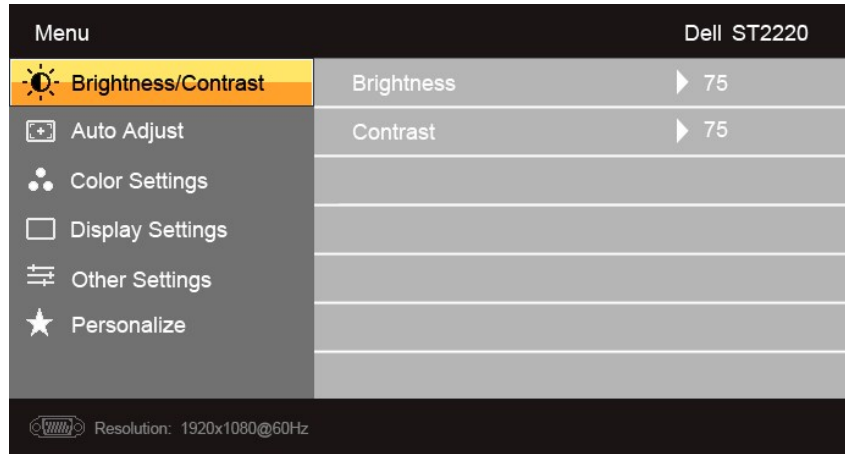 Menu Dell ST2220
Brightness/Contrast Brightness 75
Auto Adjust Contrast 75
Color Settings
Display Settings
Other Settings
Personalize
Resolution: 1920x1080@60Hz